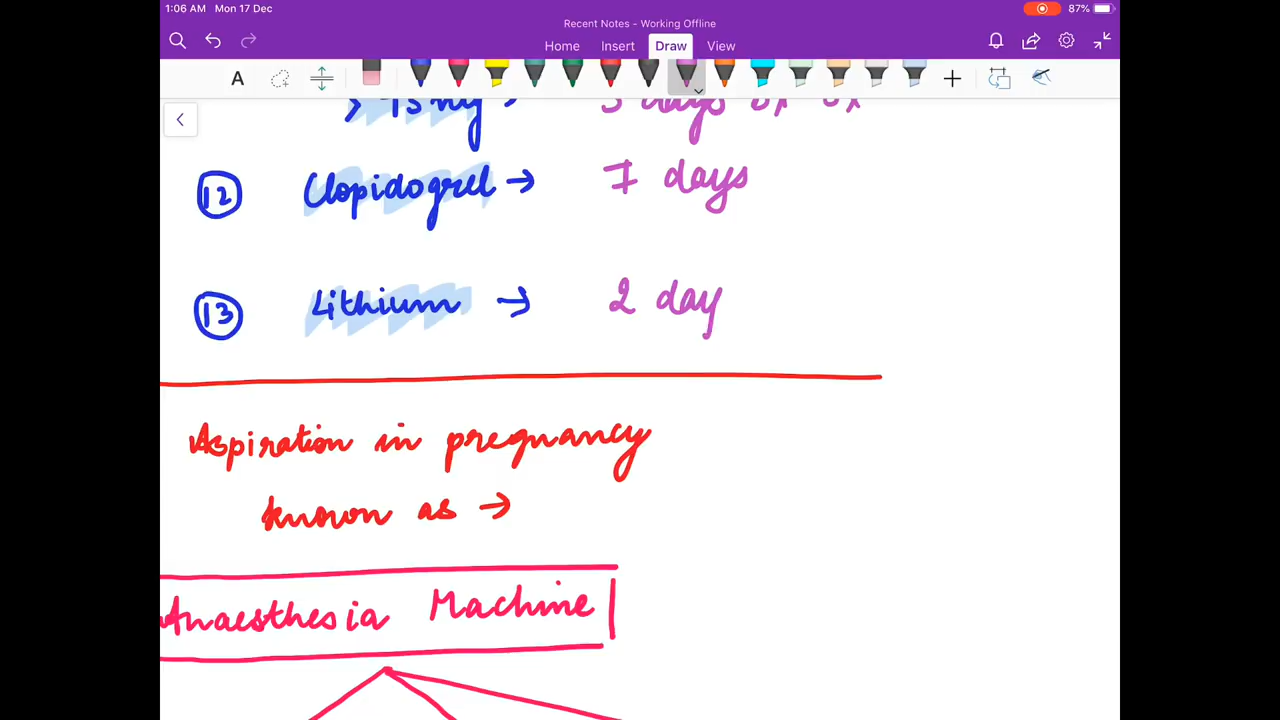 1:06 AM Mon 17 Dec
87%
Recent Notes - Working Offline
Home Insert Draw View
A
days
12 Clopidogrel → 7 days
13 Lithium → 2 day
Aspiration in pregnancy
known as →
Anaesthesia Machine